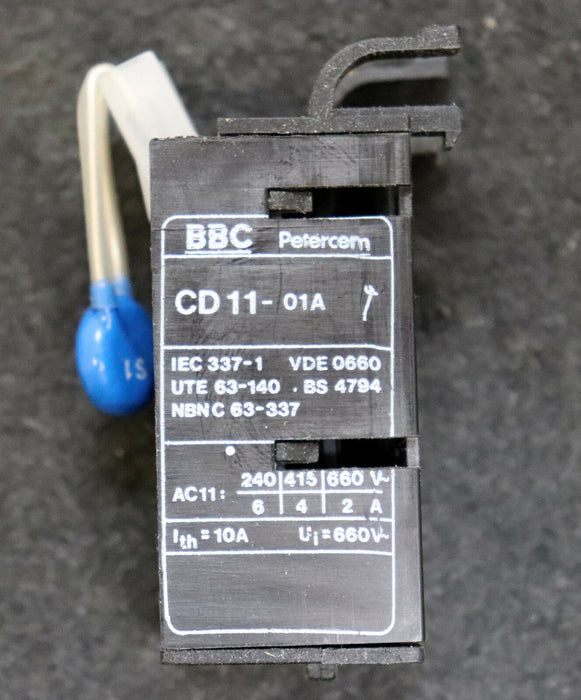 BBC Petercem
CD 11- 01A
IEC 337-1 VDE 0660
UTE 63-140 . BS 4794
NBN C 63-337
AC11: 240 415 660 V~
6 4 2 A
Ith = 10A Ui = 660V~
S1